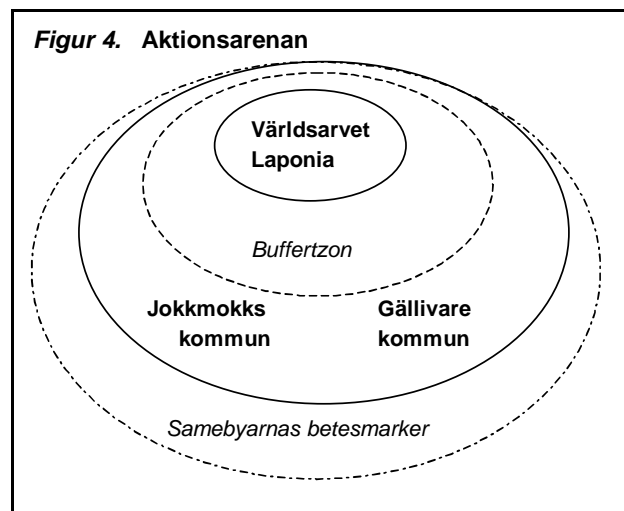 Figur 4. Aktionsarenan
Världsarvet
Laponia
Buffertzon
Jokkmokks
kommun
Gällivare
kommun
Samebyarnas betesmarker